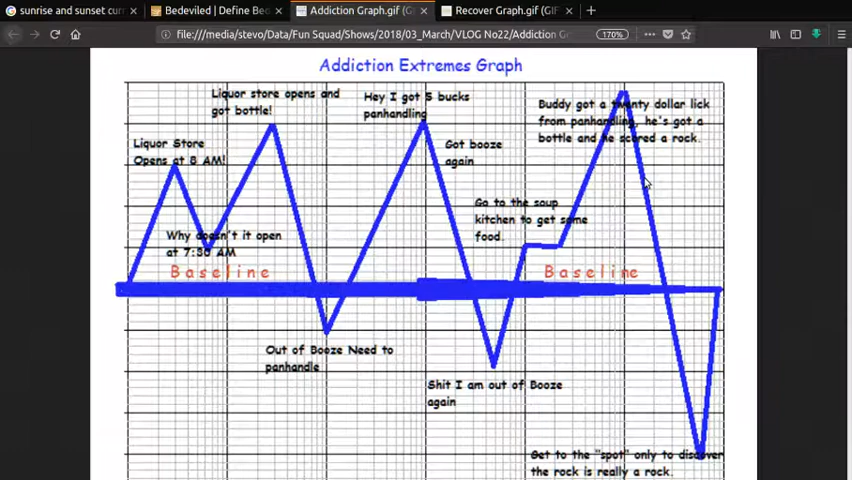 sunrise and sunset cur
Bedeviled | Define Be
Addiction Graph.gif (G
Recover Graph.gif (GIF
file:///media/stevo/Data/Fun Squad/Shows/2018/03_March/VLOG No22/Addiction G
170%
Addiction Extremes Graph
Liquor store opens and
got bottle!
Hey I got 5 bucks
panhandling
Buddy got a twenty dollar lick
from panhandling, he's got a
bottle and he scored a rock.
Liquor Store
Opens at 8 AM!
Got booze
again
Go to the soup
kitchen to get some
food.
Why doesn't it open
at 7:30 AM
Baseline
Baseline
Out of Booze Need to
panhandle
Shit I am out of Booze
again
Get to the "spot" only to discover
the rock is really a rock.